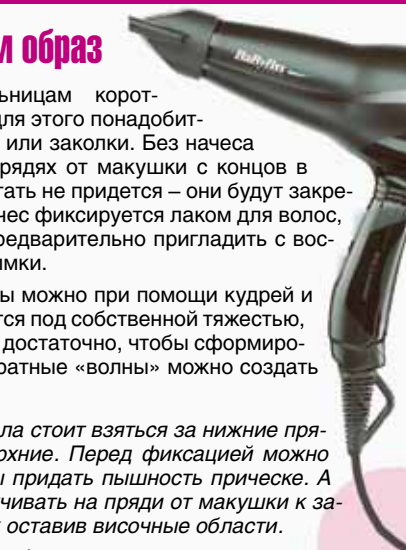 м образ
BaByliss
льницам корот-
для этого понадобит-
или заколки. Без начеса
рядях от макушки с концов в
тать не придется – они будут закре-
чес фиксируется лаком для волос,
редварительно пригладить с вос-
имки.
ы можно при помощи кудрей и
тся под собственной тяжестью,
достаточно, чтобы сформиро-
ратные «волны» можно создать
ла стоит взяться за нижние пря-
рхние. Перед фиксацией можно
ы придать пышность прическе. А
чивать на пряди от макушки к за-
оставив височные области.